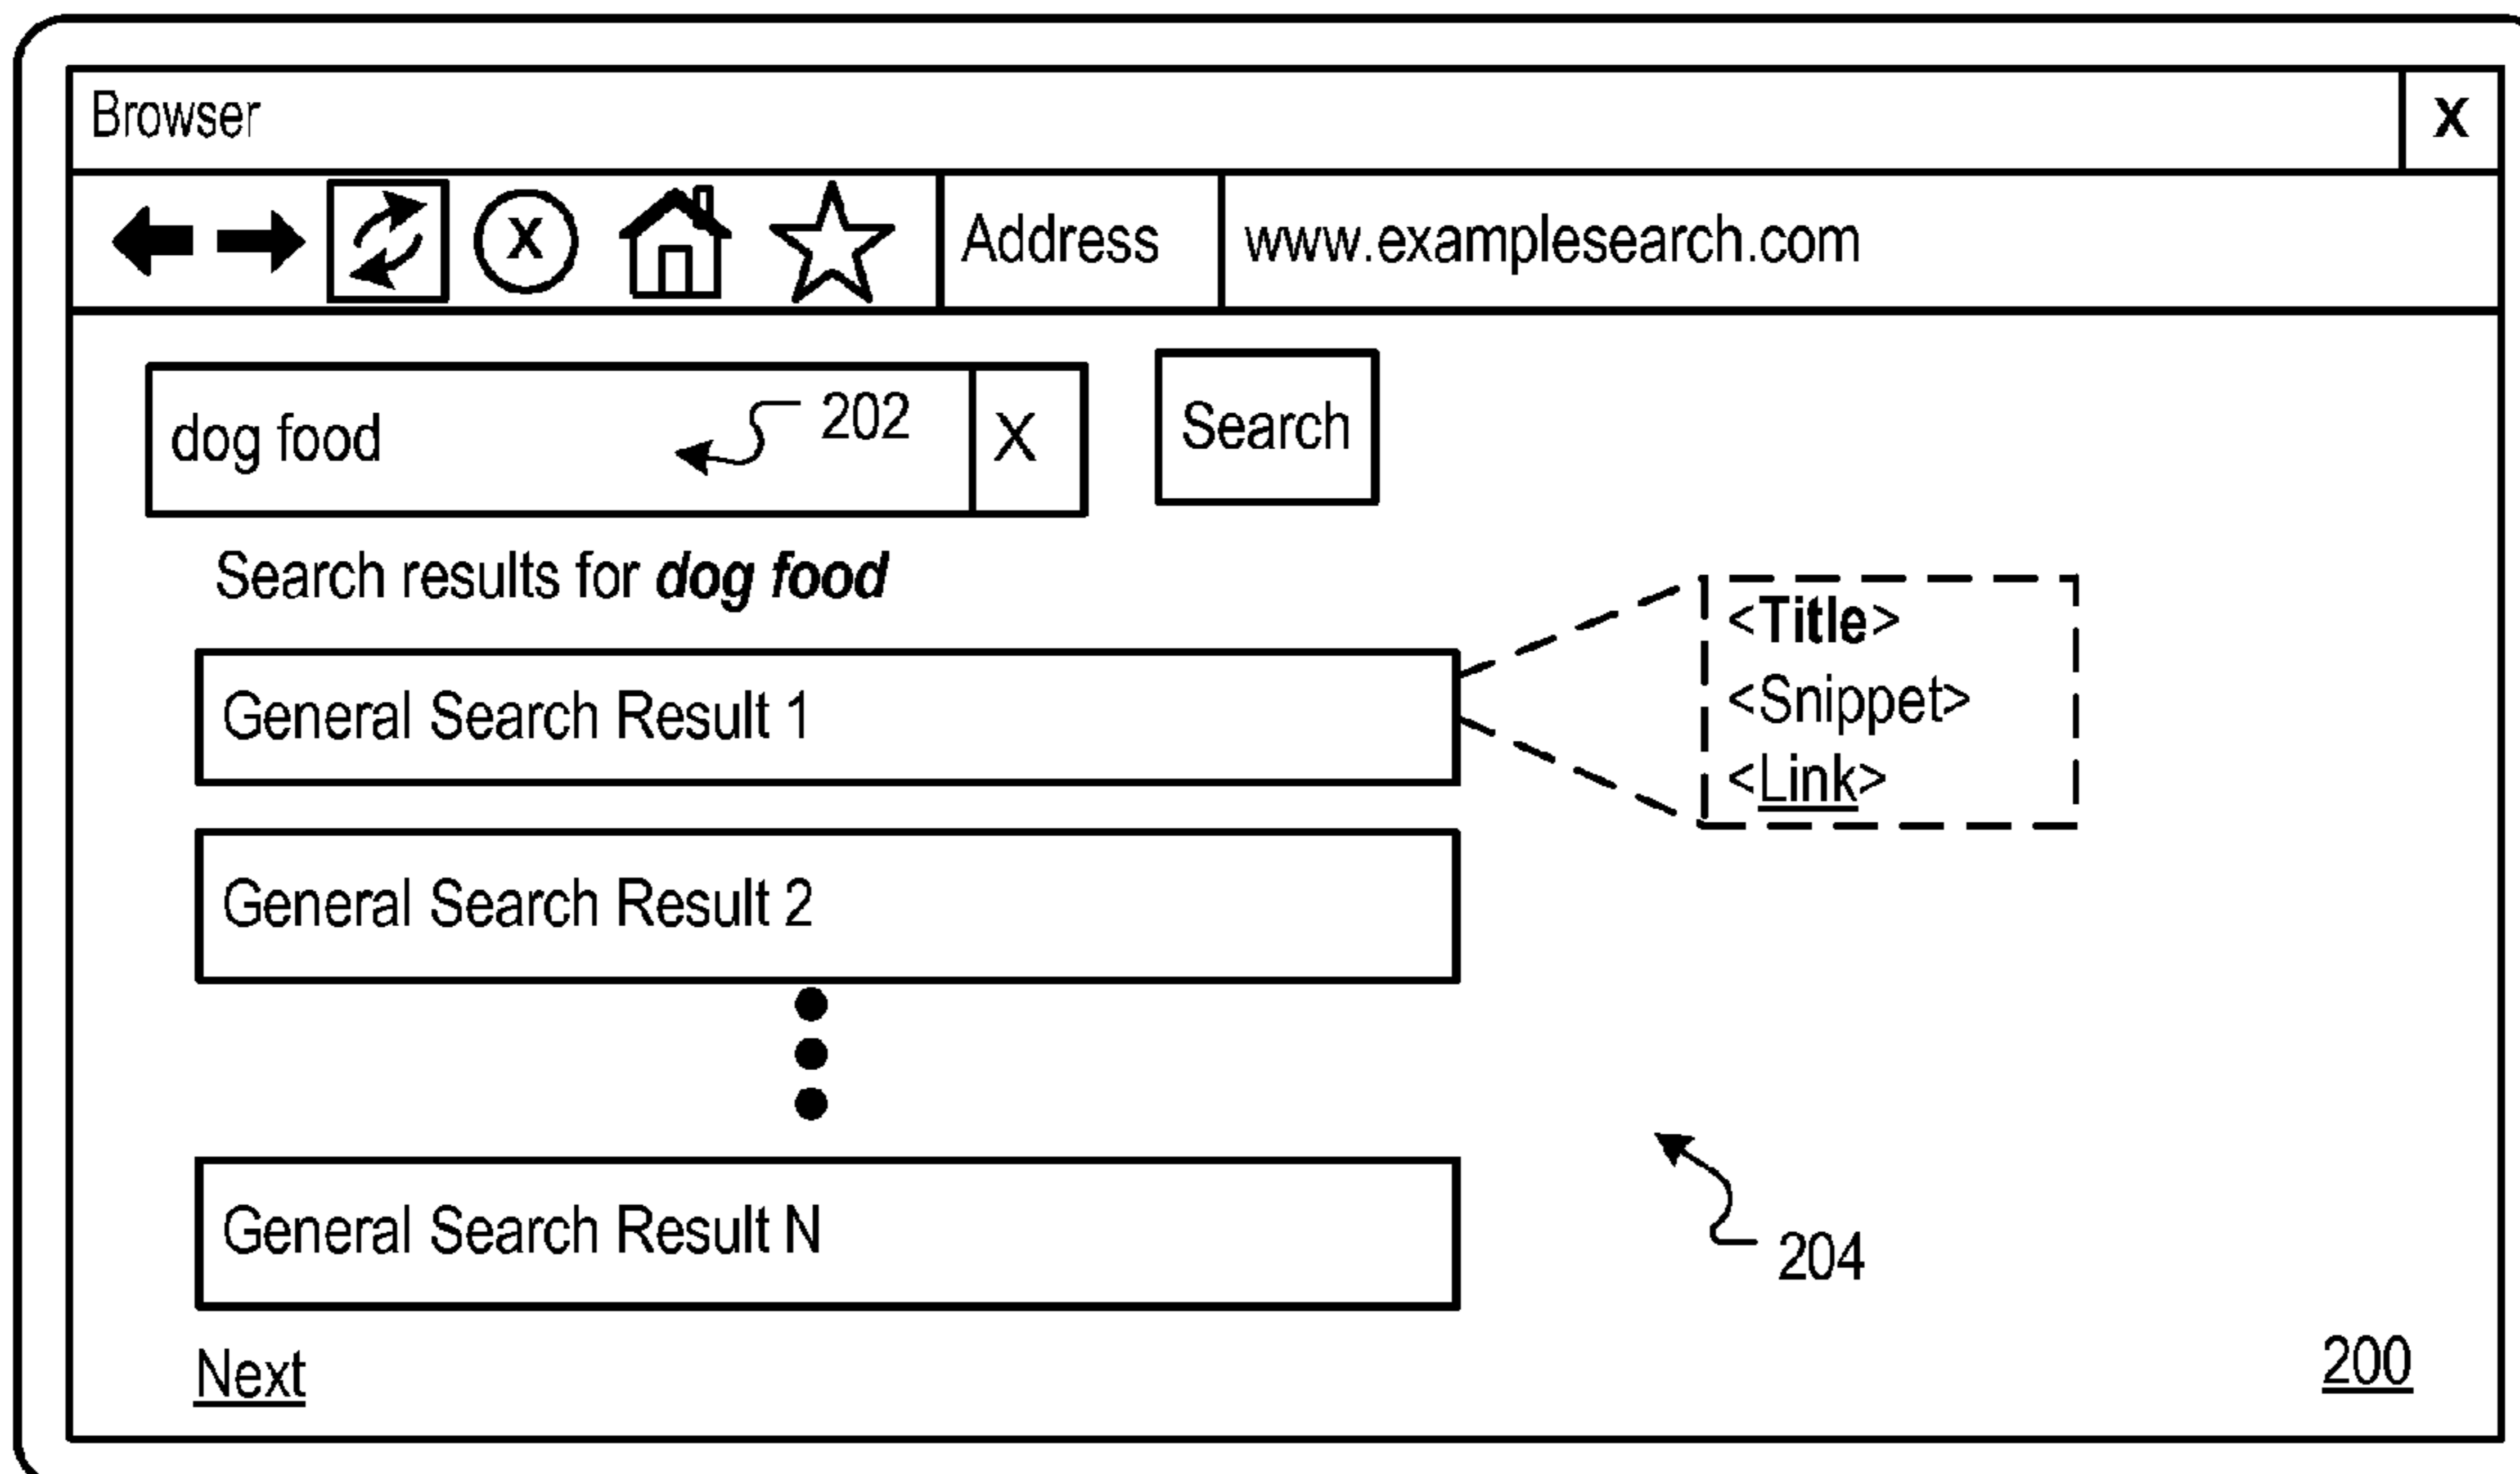 Browser X
X Address www.examplesearch.com
dog food 202 X Search
Search results for dog food
<Title>
<Snippet>
<Link>
General Search Result 1
General Search Result 2
General Search Result N
204
Next 200